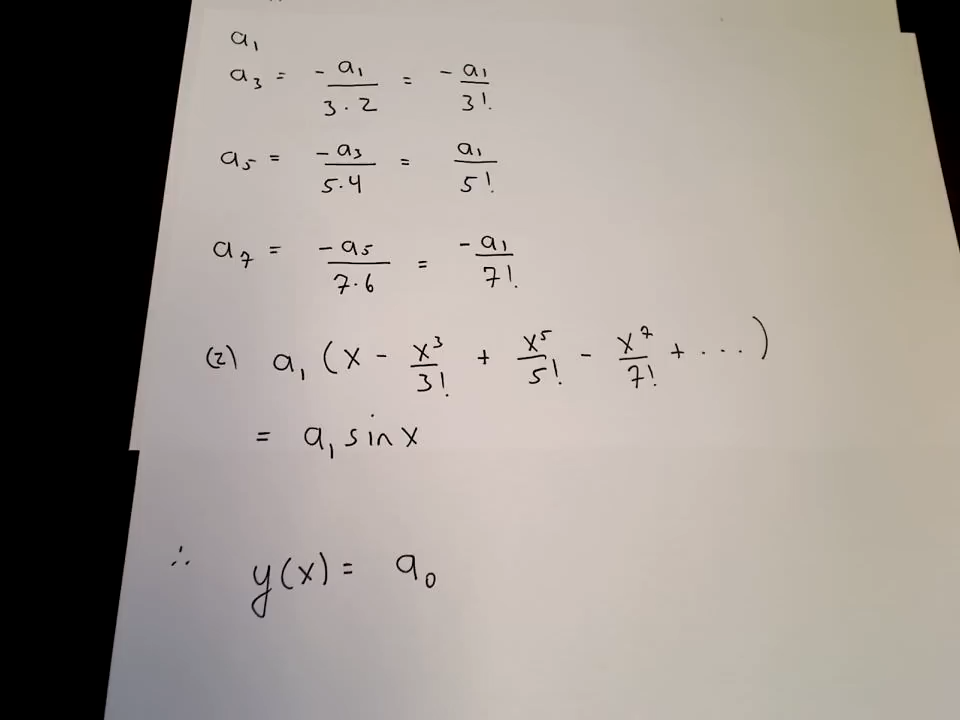 a₁
a₃ = -a₁/(3·2) = -a₁/3!
a₅ = -a₃/(5·4) = a₁/5!
a₇ = -a₅/(7·6) = -a₁/7!
(2) a₁ (x - x³/3! + x⁵/5! - x⁷/7! + ...)
= a₁ sin x
∴ y(x) = a₀